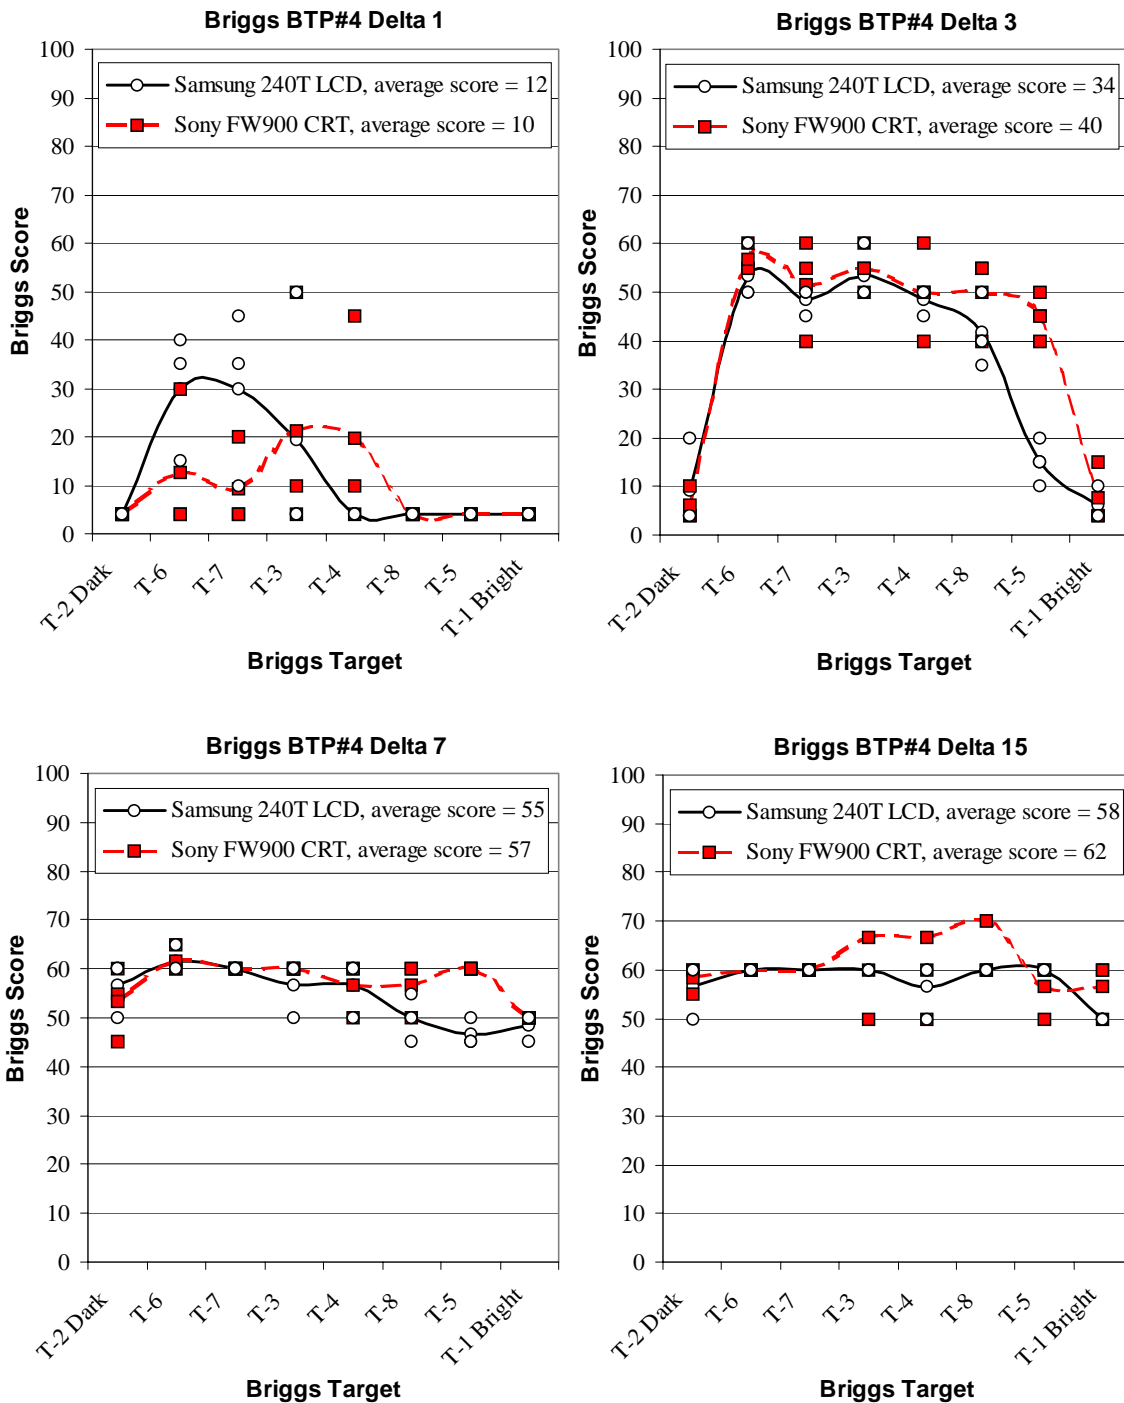 Briggs BTP#4 Delta 1
Samsung 240T LCD, average score = 12
Sony FW900 CRT, average score = 10
100
90
80
70
60
50
40
30
20
10
0
Briggs Score
T-2 Dark
T-6
T-7
T-3
T-4
T-8
T-5
T-1 Bright
Briggs Target
Briggs BTP#4 Delta 3
Samsung 240T LCD, average score = 34
Sony FW900 CRT, average score = 40
100
90
80
70
60
50
40
30
20
10
0
Briggs Score
T-2 Dark
T-6
T-7
T-3
T-4
T-8
T-5
T-1 Bright
Briggs Target
Briggs BTP#4 Delta 7
Samsung 240T LCD, average score = 55
Sony FW900 CRT, average score = 57
100
90
80
70
60
50
40
30
20
10
0
Briggs Score
T-2 Dark
T-6
T-7
T-3
T-4
T-8
T-5
T-1 Bright
Briggs Target
Briggs BTP#4 Delta 15
Samsung 240T LCD, average score = 58
Sony FW900 CRT, average score = 62
100
90
80
70
60
50
40
30
20
10
0
Briggs Score
T-2 Dark
T-6
T-7
T-3
T-4
T-8
T-5
T-1 Bright
Briggs Target